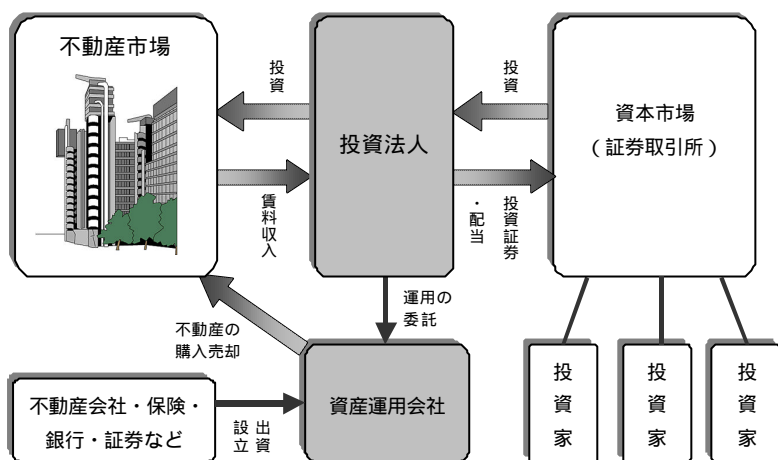 不動産市場
投資
賃料収入
投資法人
投資
投資証券
・配当
資本市場
（証券取引所）
不動産の
購入売却
運用の
委託
不動産会社・保険・
銀行・証券など
出資
設立
資産運用会社
投資家
投資家
投資家